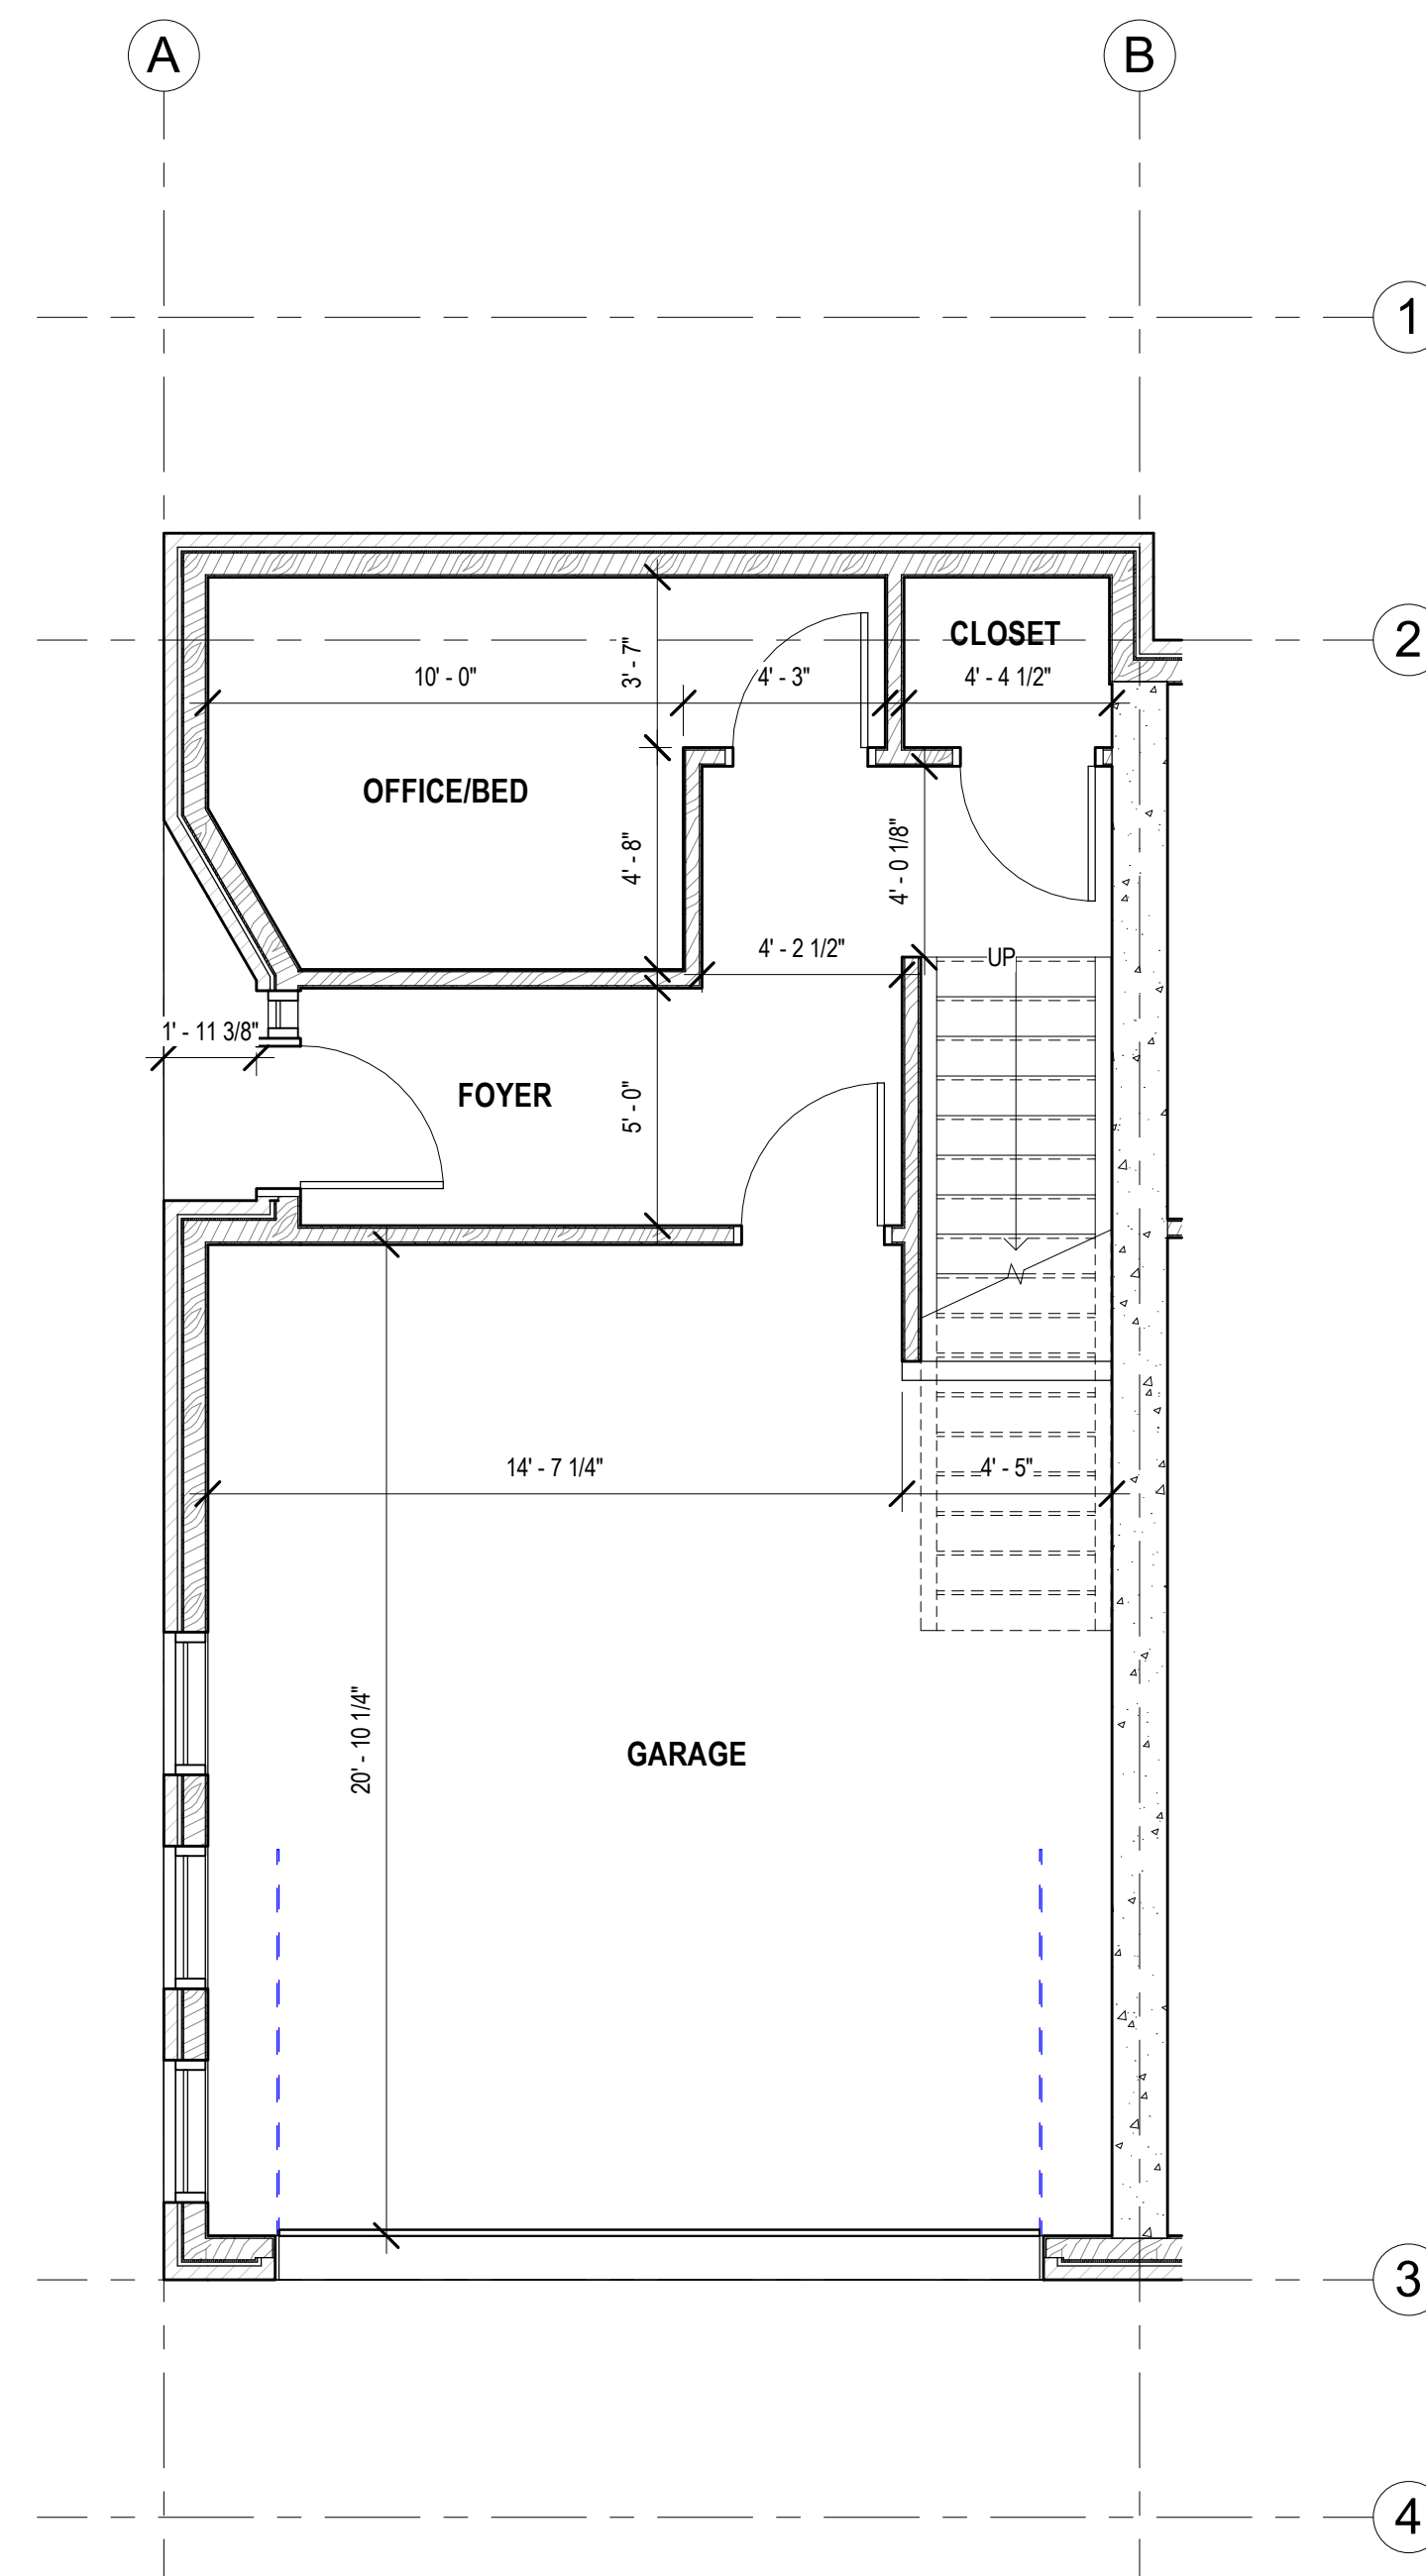 A
B
1
2
CLOSET
3' - 7"
10' - 0"
4' - 3"
4' - 4 1/2"
OFFICE/BED
4' - 8"
4' - 0 1/8"
4' - 2 1/2"
UP
1' - 11 3/8"
FOYER
5' - 0"
14' - 7 1/4"
4' - 5"
20' - 10 1/4"
GARAGE
3
4